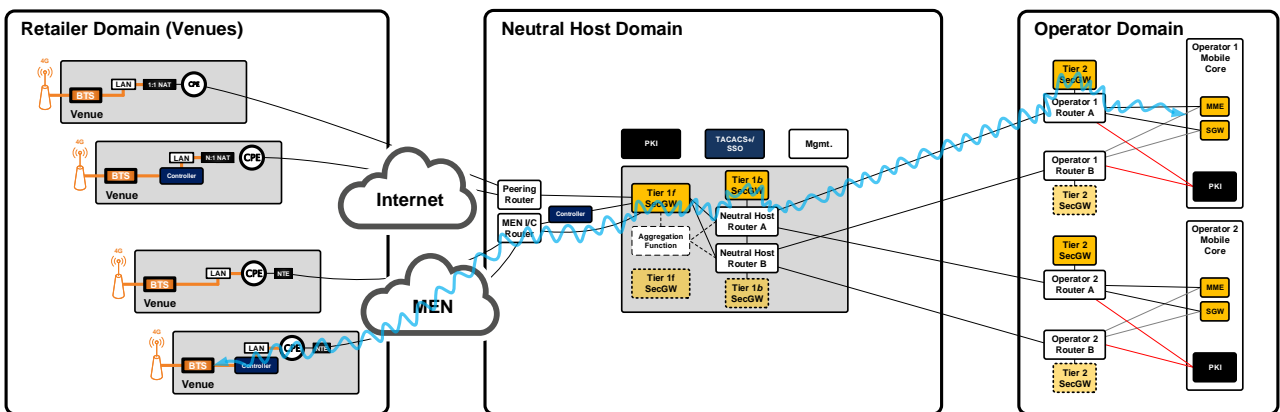 Retailer Domain (Venues)
4G
BTS
LAN
1:1 NAT
CPE
Venue
4G
BTS
LAN
N:1 NAT
CPE
Controller
Venue
4G
BTS
LAN
CPE
NTE
Venue
4G
BTS
LAN
CPE
NTE
Controller
Venue
Internet
MEN
Neutral Host Domain
PKI
TACACS+/
SSO
Mgmt.
Peering
Router
MEN I/C
Router
Controller
Tier 1f
SecGW
Tier 1b
SecGW
Neutral Host
Router A
Aggregation
Function
Neutral Host
Router B
Tier 1f
SecGW
Tier 1b
SecGW
Operator Domain
Operator 1
Mobile
Core
Tier 2
SecGW
Operator 1
Router A
MME
SGW
Operator 1
Router B
PKI
Tier 2
SecGW
Operator 2
Mobile
Core
Tier 2
SecGW
Operator 2
Router A
MME
SGW
Operator 2
Router B
PKI
Tier 2
SecGW